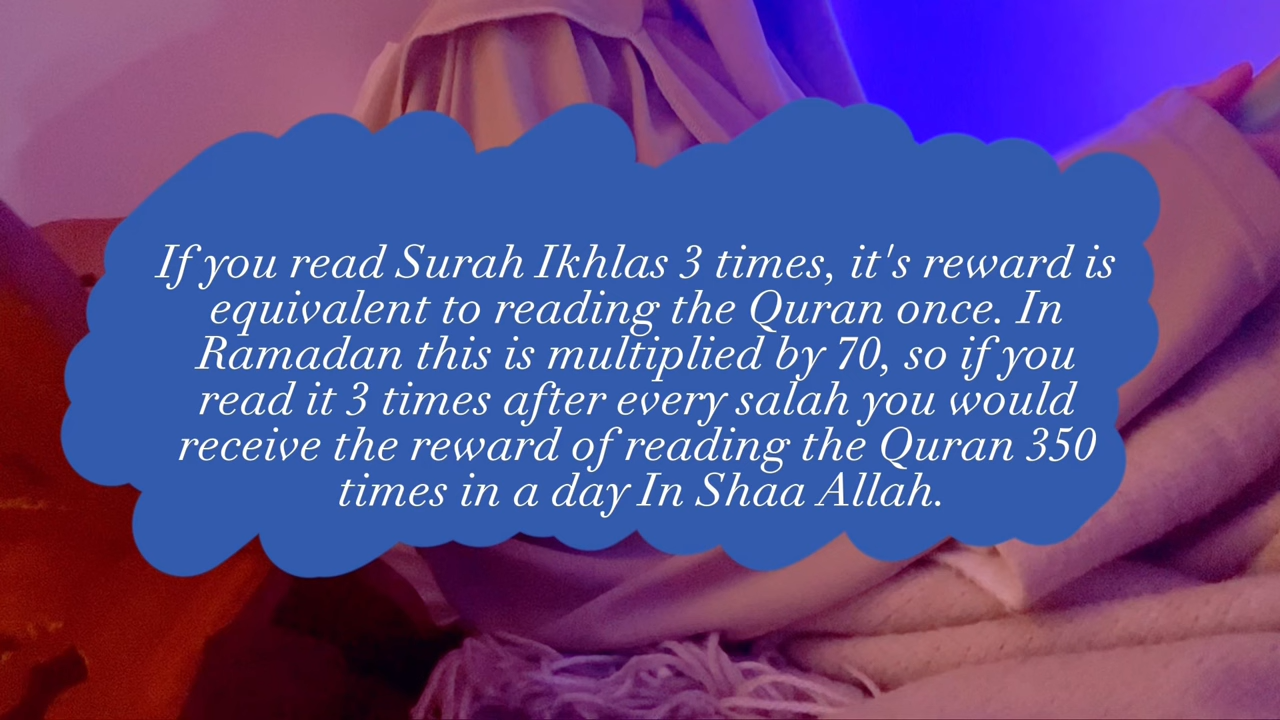 If you read Surah Ikhlas 3 times, it's reward is
equivalent to reading the Quran once. In
Ramadan this is multiplied by 70, so if you
read it 3 times after every salah you would
receive the reward of reading the Quran 350
times in a day In Shaa Allah.